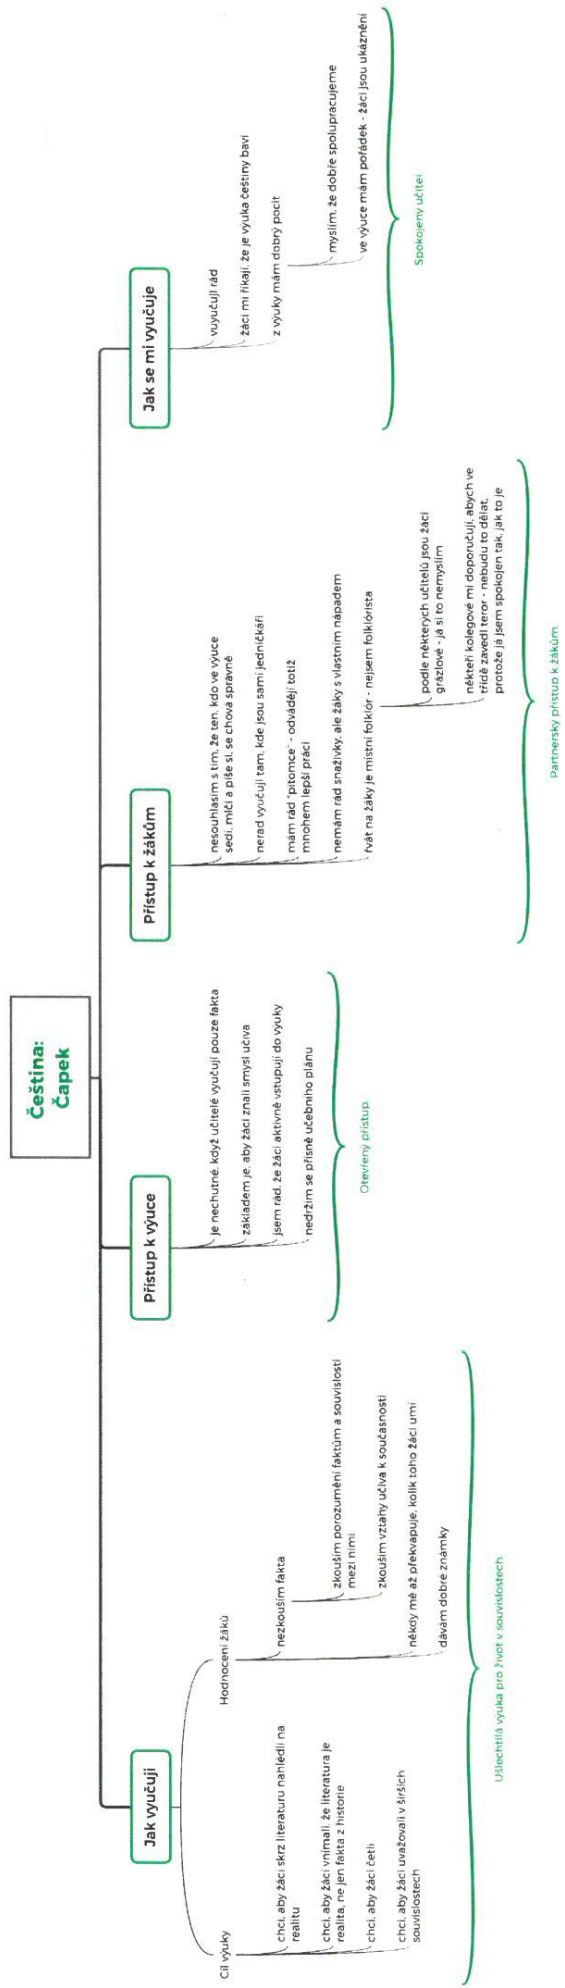 Čeština:
Čapek
Jak vyučuji
Cíl výuky
chci, aby žáci skrz literaturu nahlédli na
realitu
chci, aby žáci vnímali, že literatura je
realita, ne jen fakta z historie
chci, aby žáci četli
chci, aby žáci uvažovali v širších
souvislostech
Hodnocení žáků
nezkouším fakta
zkouším porozumění faktům a souvislostí
mezi nimi
zkouším vztahy učiva k současnosti
někdy mě až překvapuje, kolik toho žáci umí
dávám dobré známky
Ušlechtilá výuka pro život v souvislostech
Přístup k výuce
je nechutné, když učitelé vyučují pouze fakta
základem je, aby žáci znali smysl učiva
jsem rád, že žáci aktivně vstupují do výuky
nedržím se přísně učebního plánu
Otevřený přístup
Přístup k žákům
nesouhlasím s tím, že ten, kdo ve výuce
sedí, mlčí a píše si, se chová správně
nerad vyučuji tam, kde jsou samí jedničkáři
mám rád "pitomce" - odvádějí totiž
mnohem lepší práci
nemám rád snaživky, ale žáky s vlastním nápadem
řvát na žáky je místní folklór - nejsem folklórista
podle některých učitelů jsou žáci
grázlové - já si to nemyslím
někteří kolegové mi doporučují, abych ve
třídě zavedl teror - nebudu to dělat,
protože já jsem spokojen tak, jak to je
Partnerský přístup k žákům
Jak se mi vyučuje
vuyučuji rád
žáci mi říkají, že je výuka češtiny baví
z výuky mám dobrý pocit
myslím, že dobře spolupracujeme
ve výuce mám pořádek - žáci jsou ukáznění
Spokojený učitel